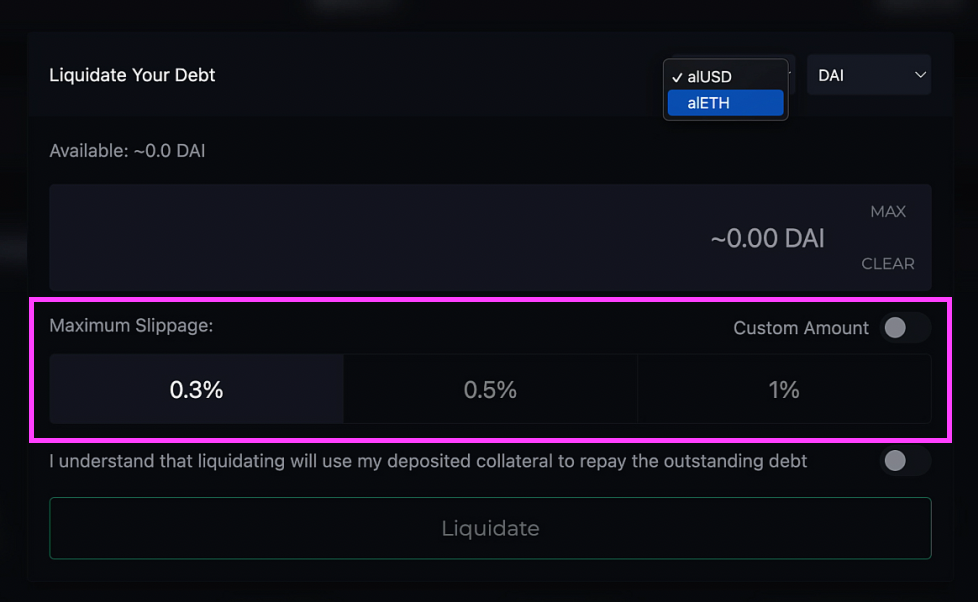 Liquidate Your Debt
✓ alUSD
alETH
DAI
Available: ~0.0 DAI
MAX
~0.00 DAI
CLEAR
Maximum Slippage:
Custom Amount
0.3%
0.5%
1%
I understand that liquidating will use my deposited collateral to repay the outstanding debt
Liquidate